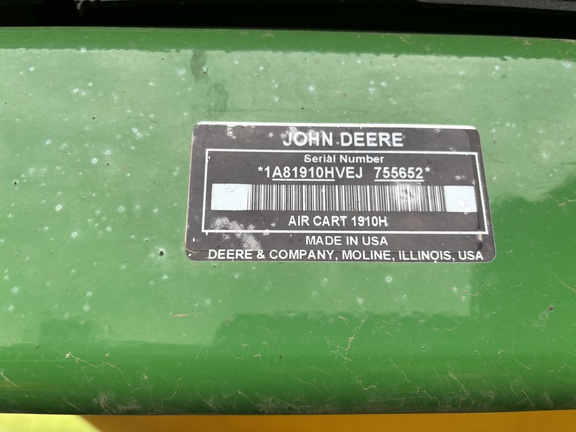 JOHN DEERE
Serial Number
*1A81910HVEJ 755652*
AIR CART 1910H
MADE IN USA
DEERE & COMPANY, MOLINE, ILLINOIS, USA